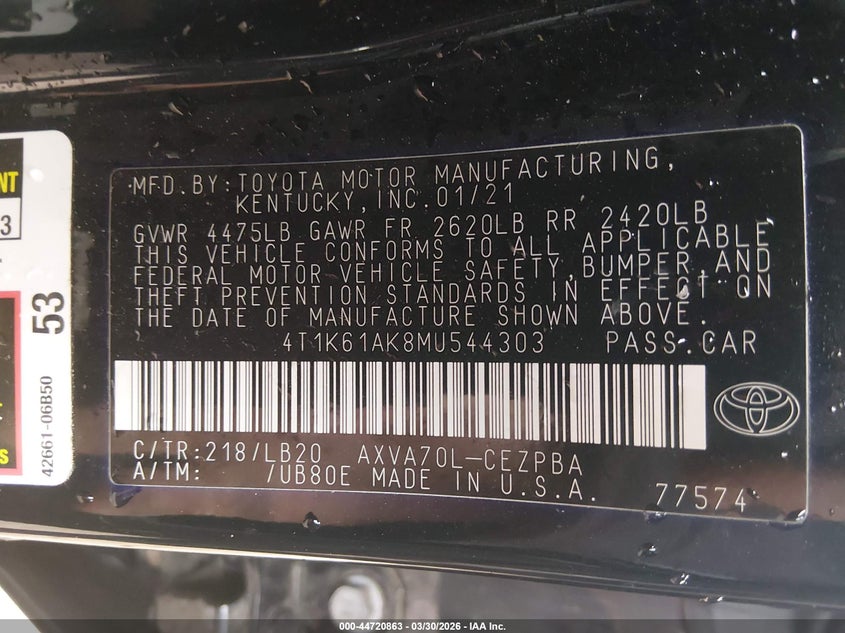 NT
3
53
42661-06B50
S
MFD.BY:TOYOTA MOTOR MANUFACTURING,
KENTUCKY,INC.01/21
GVWR 4475LB GAWR FR 2620LB RR 2420LB
THIS VEHICLE CONFORMS TO ALL APPLICABLE
FEDERAL MOTOR VEHICLE SAFETY,BUMPER,AND
THEFT PREVENTION STANDARDS IN EFFECT ON
THE DATE OF MANUFACTURE SHOWN ABOVE.
4T1K61AK8MU544303 PASS.CAR
C/TR:218/LB20 AXVA70L-CEZPBA
A/TM: /UB80E MADE IN U.S.A.
77574
000-44720863 — 03/30/2026 — IAA Inc.